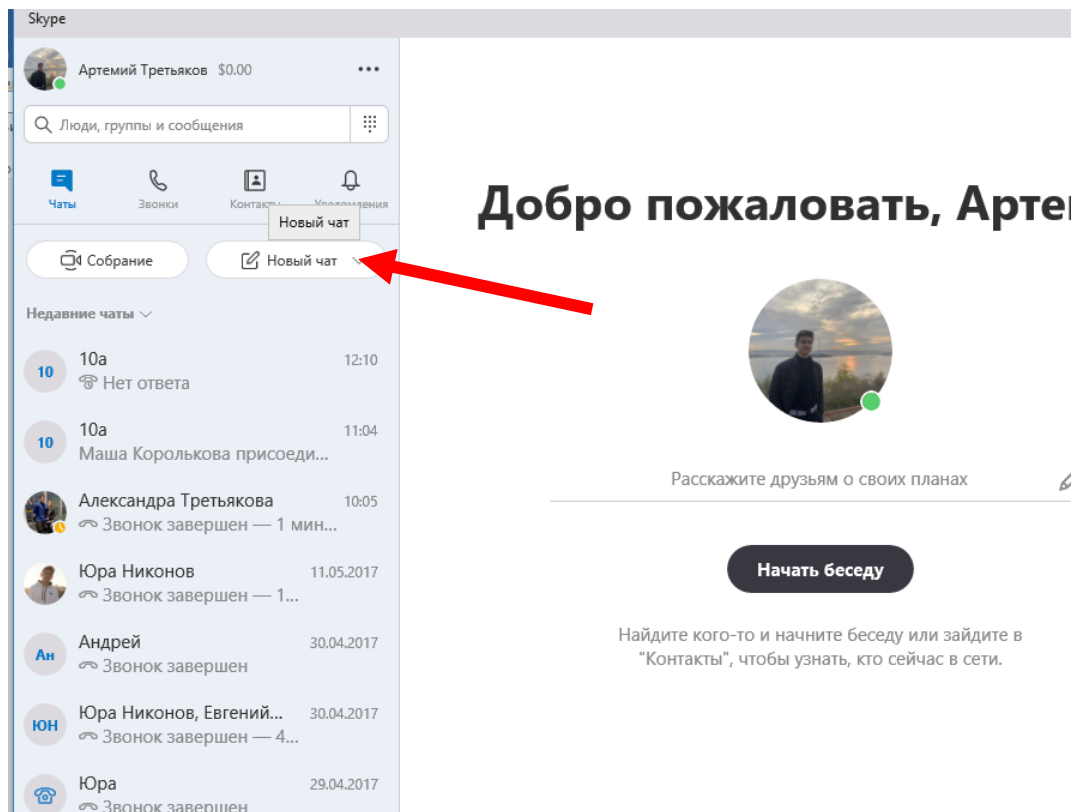 Skype
Артемий Третьяков $0.00
Люди, группы и сообщения
Чаты Звонки Контакты Уведомления
Новый чат
Собрание Новый чат
Недавние чаты
10 10а 12:10
Нет ответа
10 10а 11:04
Маша Королькова присоеди...
Александра Третьякова 10:05
Звонок завершен — 1 мин...
Юра Никонов 11.05.2017
Звонок завершен — 1...
Ан Андрей 30.04.2017
Звонок завершен
ЮН Юра Никонов, Евгений... 30.04.2017
Звонок завершен — 4...
Юра 29.04.2017
Звонок завершен
Добро пожаловать, Арте
Расскажите друзьям о своих планах
Начать беседу
Найдите кого-то и начните беседу или зайдите в
"Контакты", чтобы узнать, кто сейчас в сети.